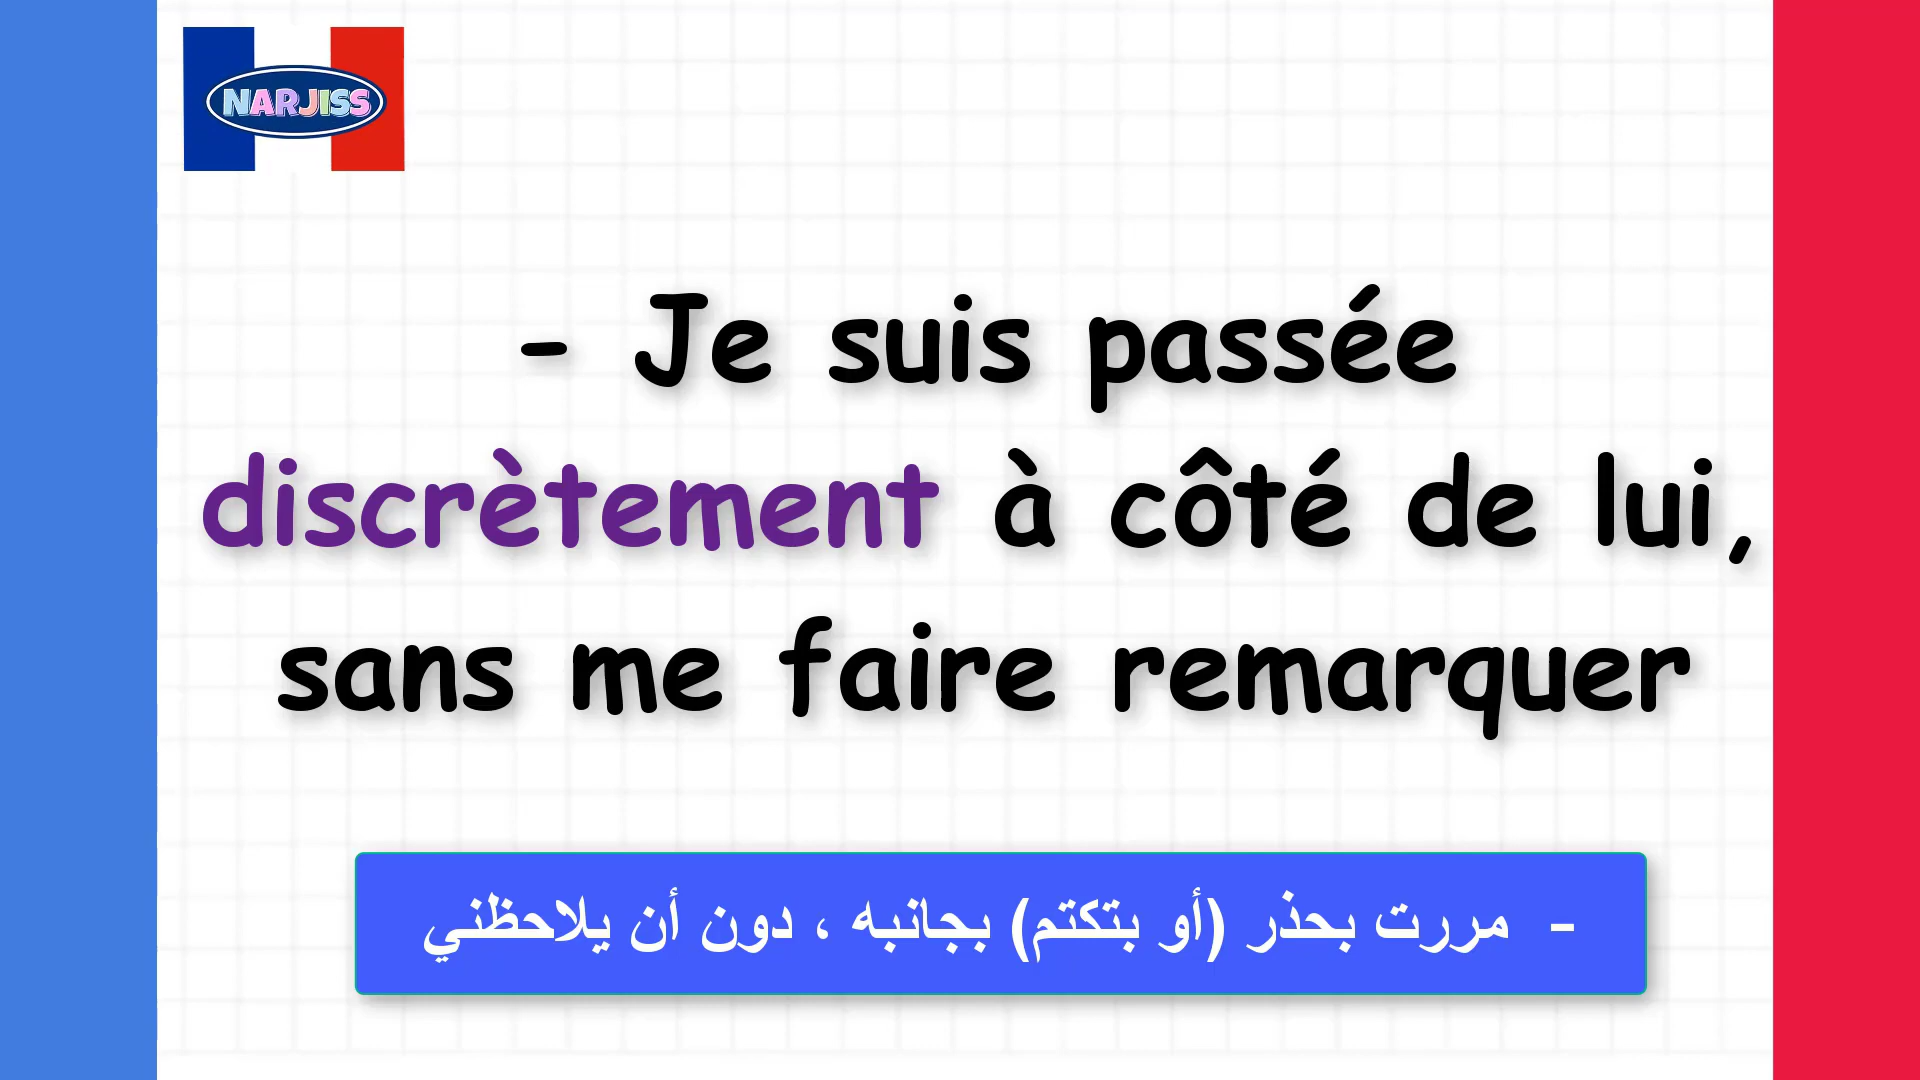 NARJISS
- Je suis passée
discrètement à côté de lui,
sans me faire remarquer
- مررت بحذر (أو بتكتم) بجانبه ، دون أن يلاحظني